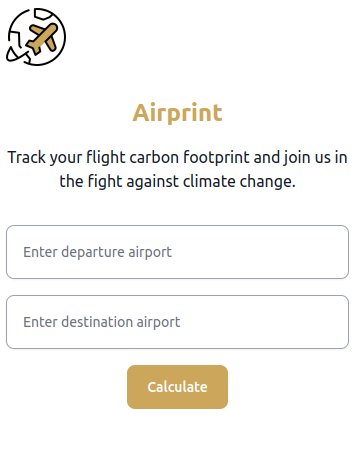 Airprint
Track your flight carbon footprint and join us in
the fight against climate change.
Enter departure airport
Enter destination airport
Calculate